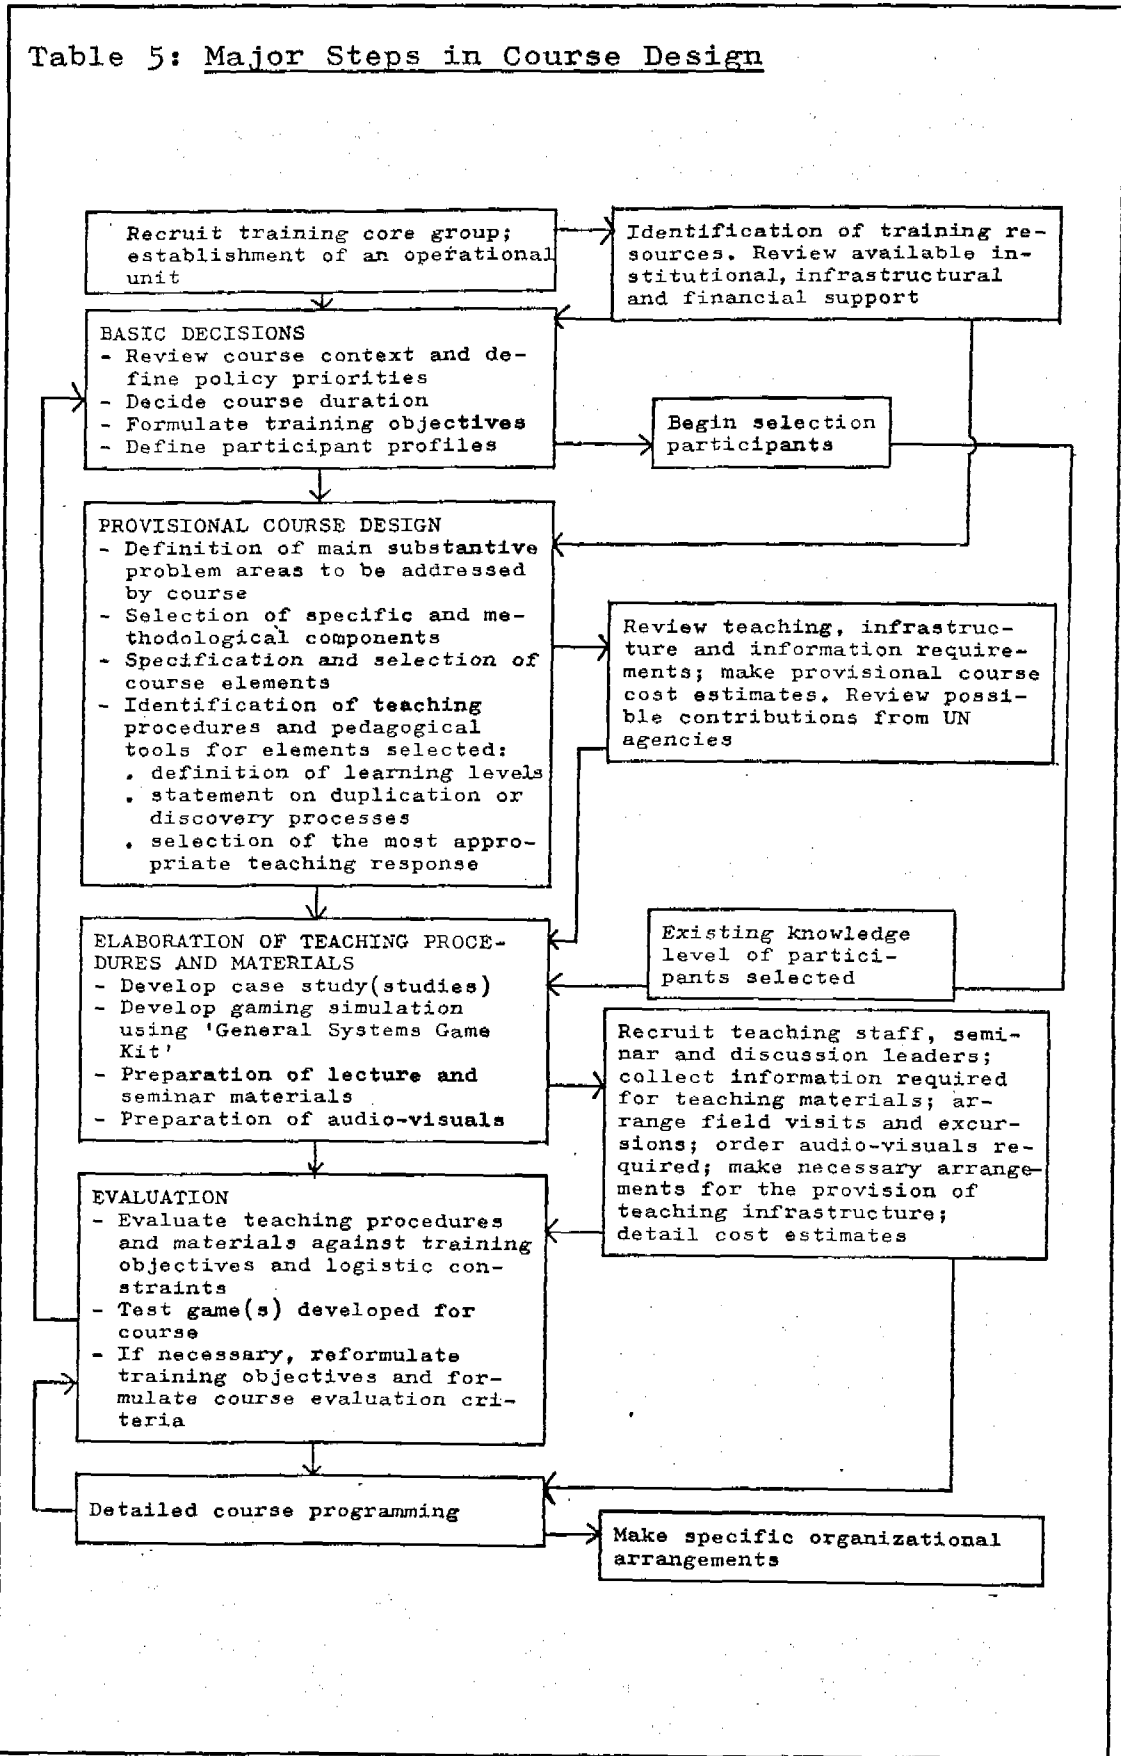 Table 5: Major Steps in Course Design
Recruit training core group;
establishment of an operational
unit
Identification of training re-
sources. Review available in-
stitutional, infrastructural
and financial support
BASIC DECISIONS
- Review course context and de-
fine policy priorities
- Decide course duration
- Formulate training objectives
- Define participant profiles
Begin selection
participants
PROVISIONAL COURSE DESIGN
- Definition of main substantive
problem areas to be addressed
by course
- Selection of specific and me-
thodological components
- Specification and selection of
course elements
- Identification of teaching
procedures and pedagogical
tools for elements selected:
. definition of learning levels
. statement on duplication or
discovery processes
. selection of the most appro-
priate teaching response
Review teaching, infrastruc-
ture and information require-
ments; make provisional course
cost estimates. Review possi-
ble contributions from UN
agencies
ELABORATION OF TEACHING PROCE-
DURES AND MATERIALS
- Develop case study(studies)
- Develop gaming simulation
using 'General Systems Game
Kit'
- Preparation of lecture and
seminar materials
- Preparation of audio-visuals
Existing knowledge
level of partici-
pants selected
Recruit teaching staff, semi-
nar and discussion leaders;
collect information required
for teaching materials; ar-
range field visits and excur-
sions; order audio-visuals re-
quired; make necessary arrange-
ments for the provision of
teaching infrastructure;
detail cost estimates
EVALUATION
- Evaluate teaching procedures
and materials against training
objectives and logistic con-
straints
- Test game(s) developed for
course
- If necessary, reformulate
training objectives and for-
mulate course evaluation cri-
teria
Detailed course programming
Make specific organizational
arrangements